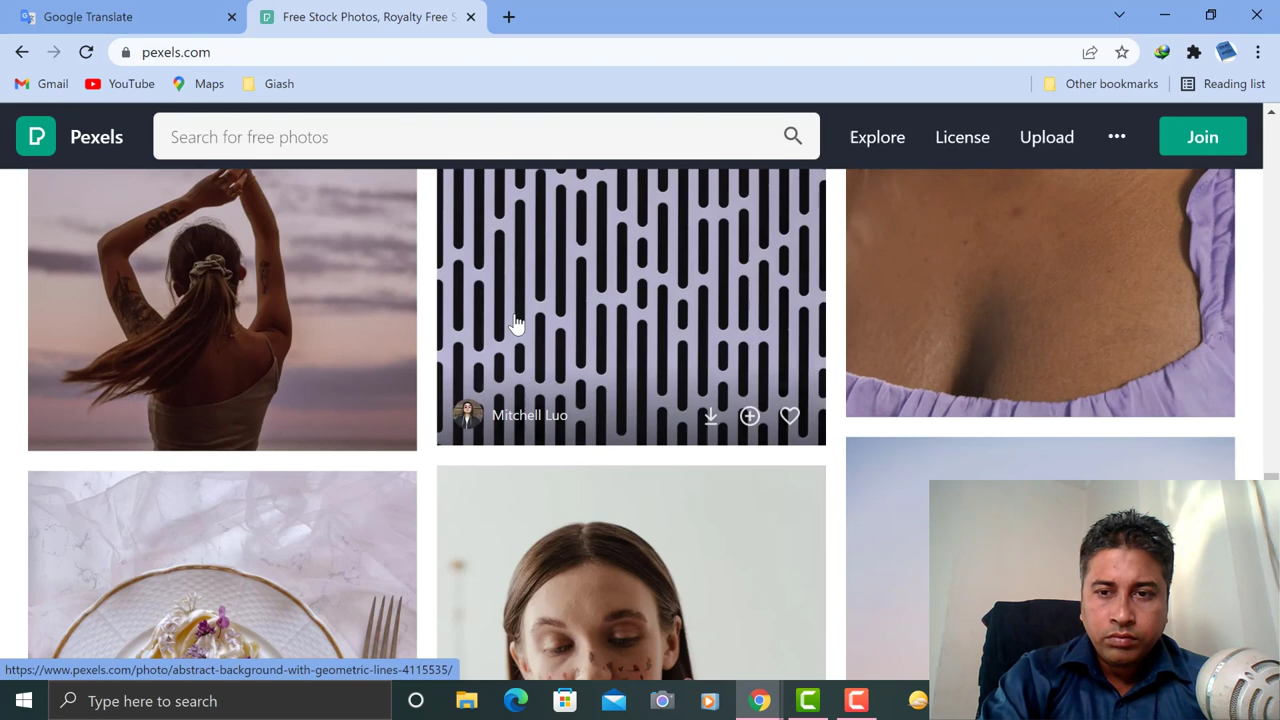 Google Translate
Free Stock Photos, Royalty Free S
pexels.com
Gmail
YouTube
Maps
Giash
Other bookmarks
Reading list
Pexels
Search for free photos
Explore
License
Upload
Join
Mitchell Luo
https://www.pexels.com/photo/abstract-background-with-geometric-lines-4115535/
Type here to search